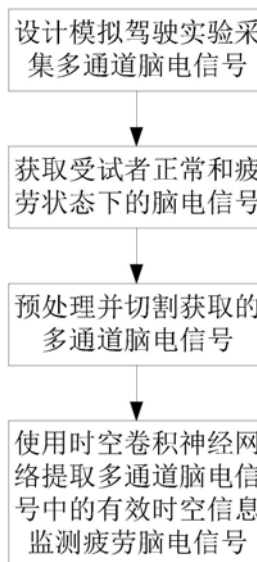 设计模拟驾驶实验采
集多通道脑电信号
获取受试者正常和疲
劳状态下的脑电信号
预处理并切割获取的
多通道脑电信号
使用时空卷积神经网
络提取多通道脑电信
号中的有效时空信息
监测疲劳脑电信号